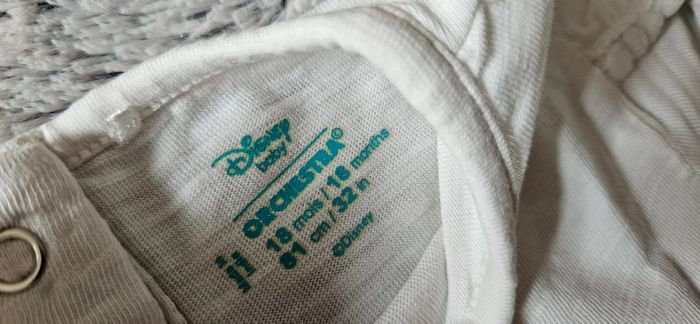 Disney
baby
ORCHESTRA©
18 mois / 18 months
81 cm / 32 in
©Disney